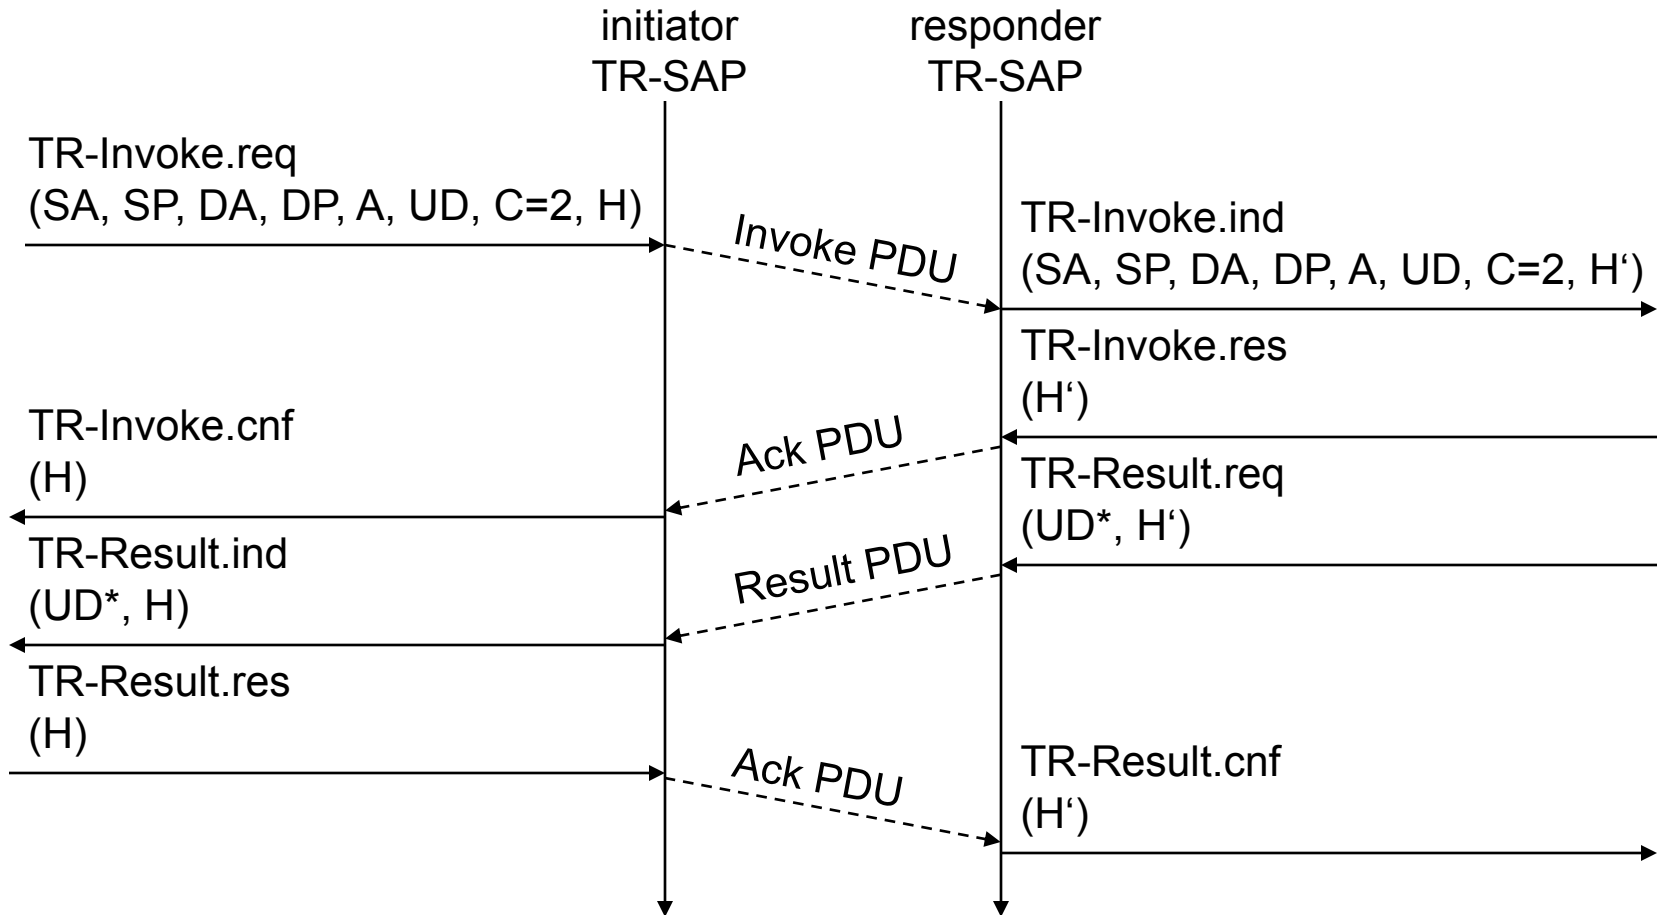 initiator
TR-SAP
responder
TR-SAP
TR-Invoke.req
(SA, SP, DA, DP, A, UD, C=2, H)
Invoke PDU
TR-Invoke.ind
(SA, SP, DA, DP, A, UD, C=2, H‘)
TR-Invoke.res
(H‘)
Ack PDU
TR-Invoke.cnf
(H)
TR-Result.req
(UD*, H‘)
Result PDU
TR-Result.ind
(UD*, H)
TR-Result.res
(H)
Ack PDU
TR-Result.cnf
(H‘)